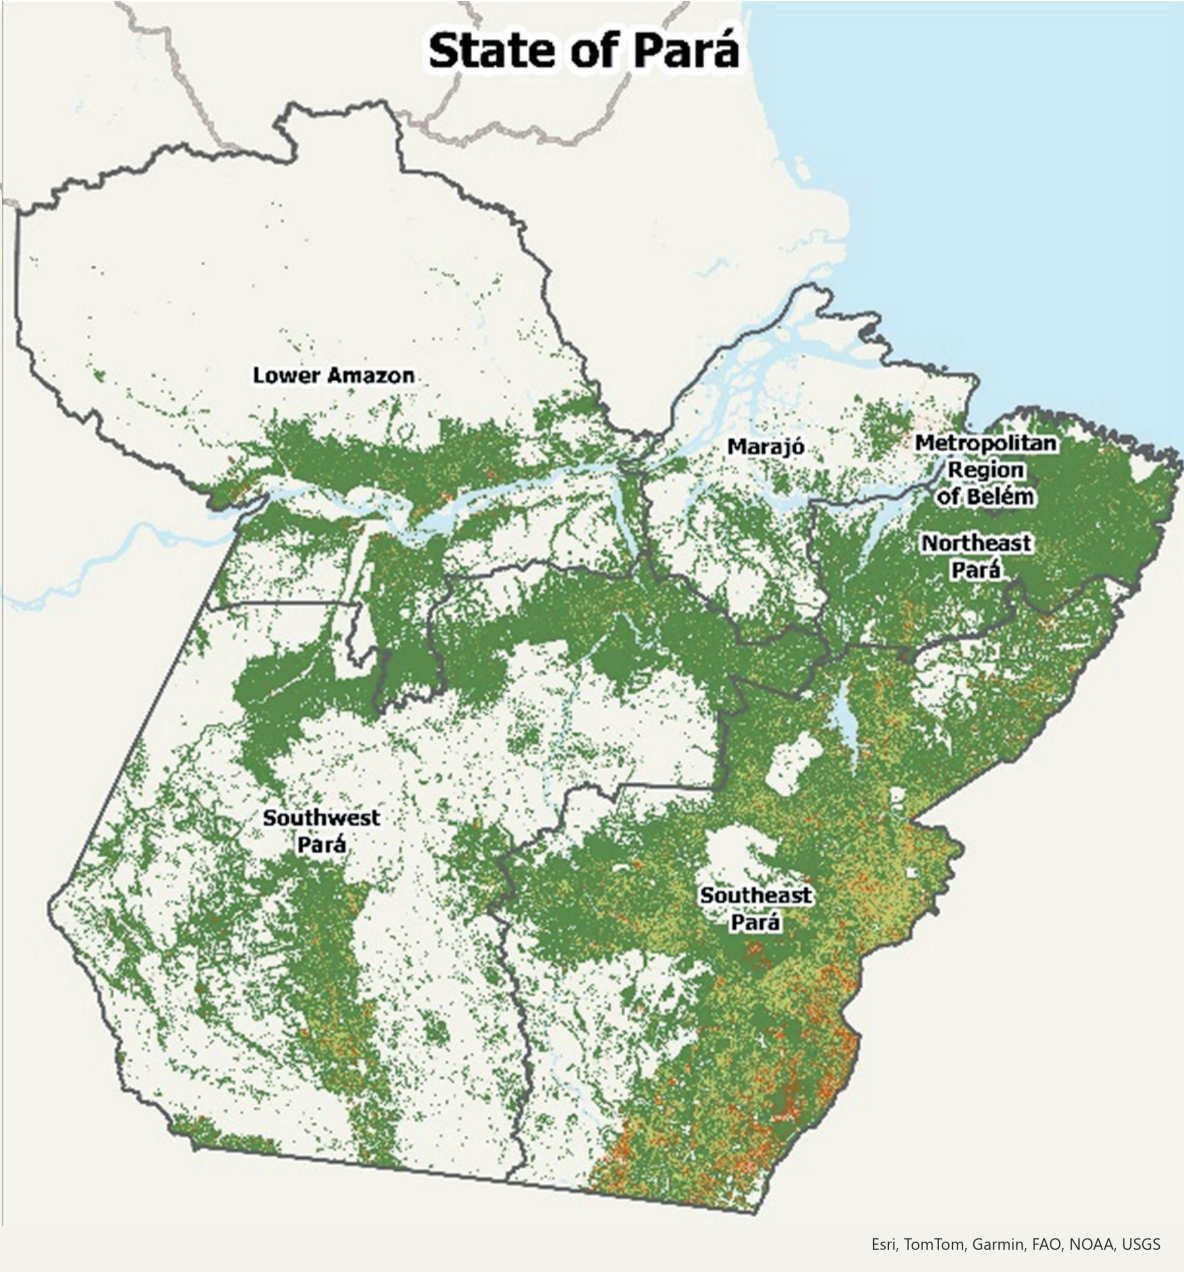 State of Pará
Lower Amazon
Marajó
Metropolitan
Region
of Belém
Northeast
Pará
Southwest
Pará
Southeast
Pará
Esri, TomTom, Garmin, FAO, NOAA, USGS